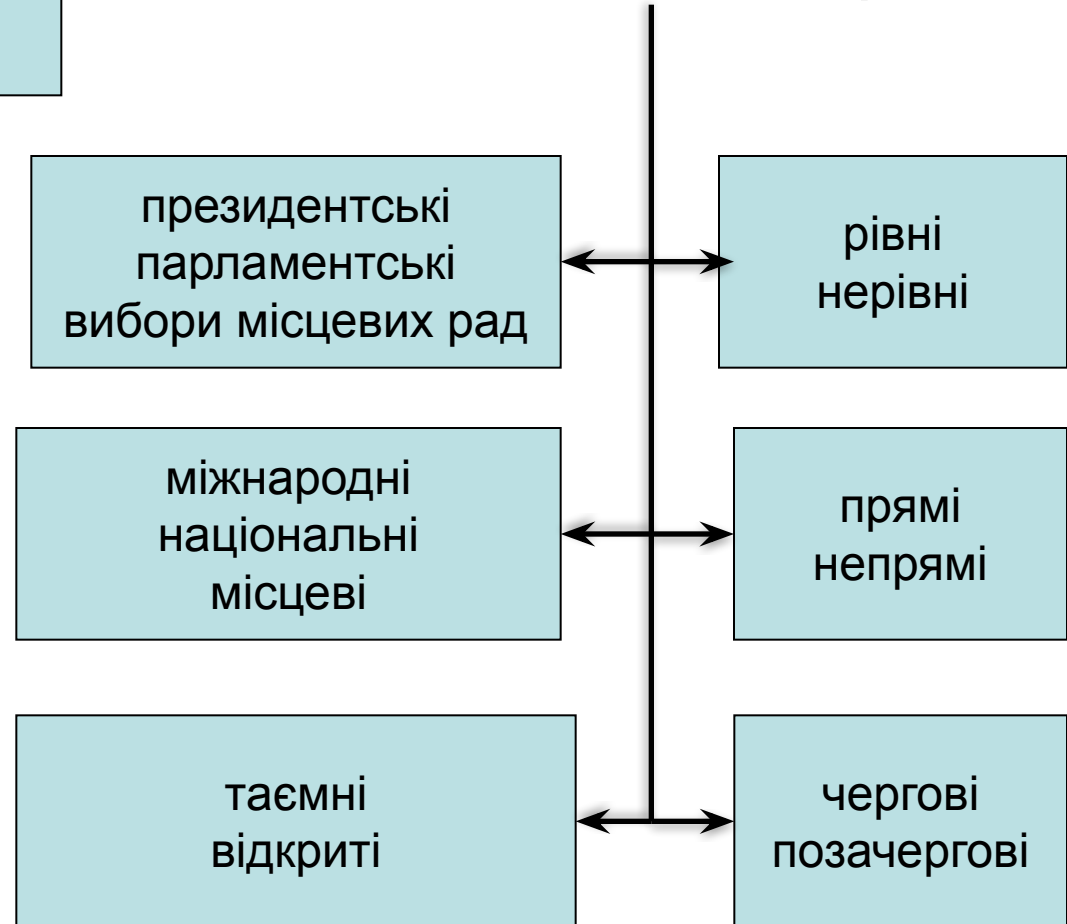 президентські
парламентські
вибори місцевих рад
рівні
нерівні
міжнародні
національні
місцеві
прямі
непрямі
таємні
відкриті
чергові
позачергові